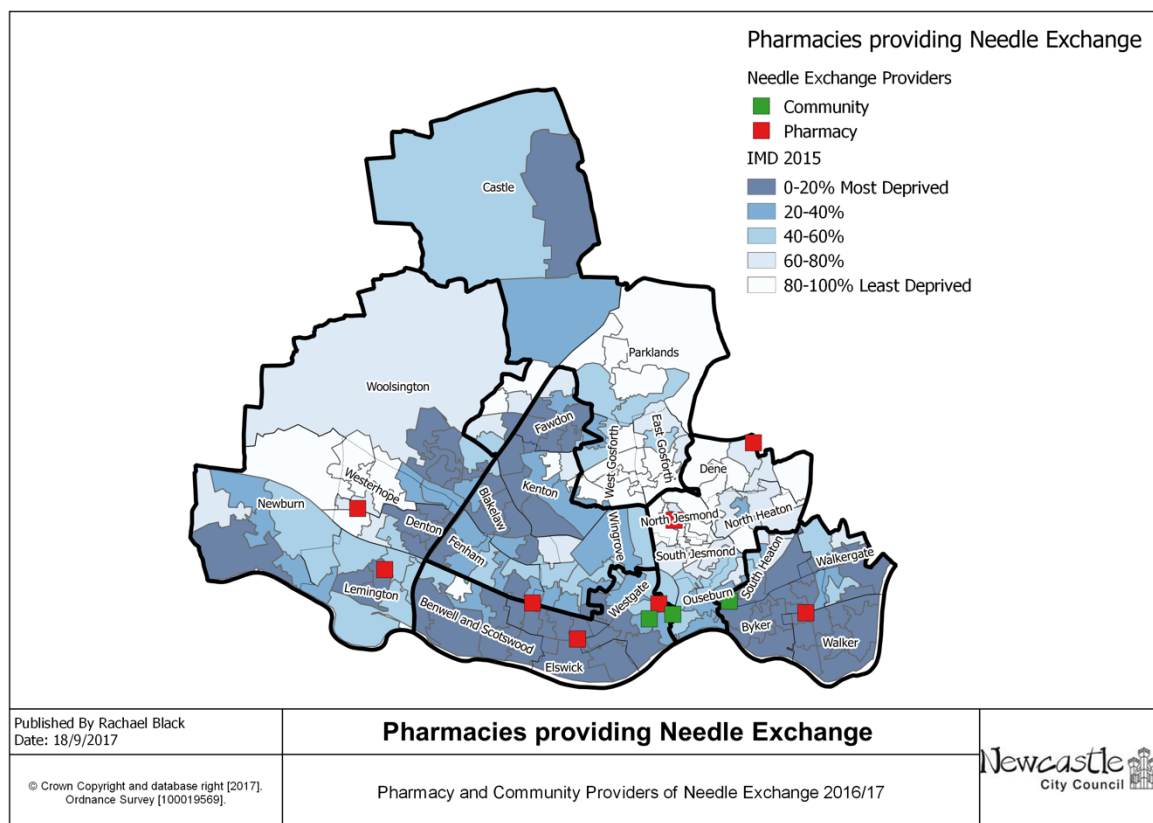 Pharmacies providing Needle Exchange
Needle Exchange Providers
Community
Pharmacy
IMD 2015
0-20% Most Deprived
20-40%
40-60%
60-80%
80-100% Least Deprived
Castle
Parklands
Woolsington
Fawdon
East Gosforth
West Gosforth
Dene
Westerhope
Kenton
Newburn
Blakelaw
North Jesmond
North Heaton
Denton
Wingrove
Fenham
South Jesmond
South Heaton
Walkergate
Lemington
Westgate
Ouseburn
Benwell and Scotswood
Byker
Walker
Elswick
Published By Rachael Black
Date: 18/9/2017
Pharmacies providing Needle Exchange
© Crown Copyright and database right [2017].
Ordnance Survey [100019569].
Pharmacy and Community Providers of Needle Exchange 2016/17
Newcastle
City Council